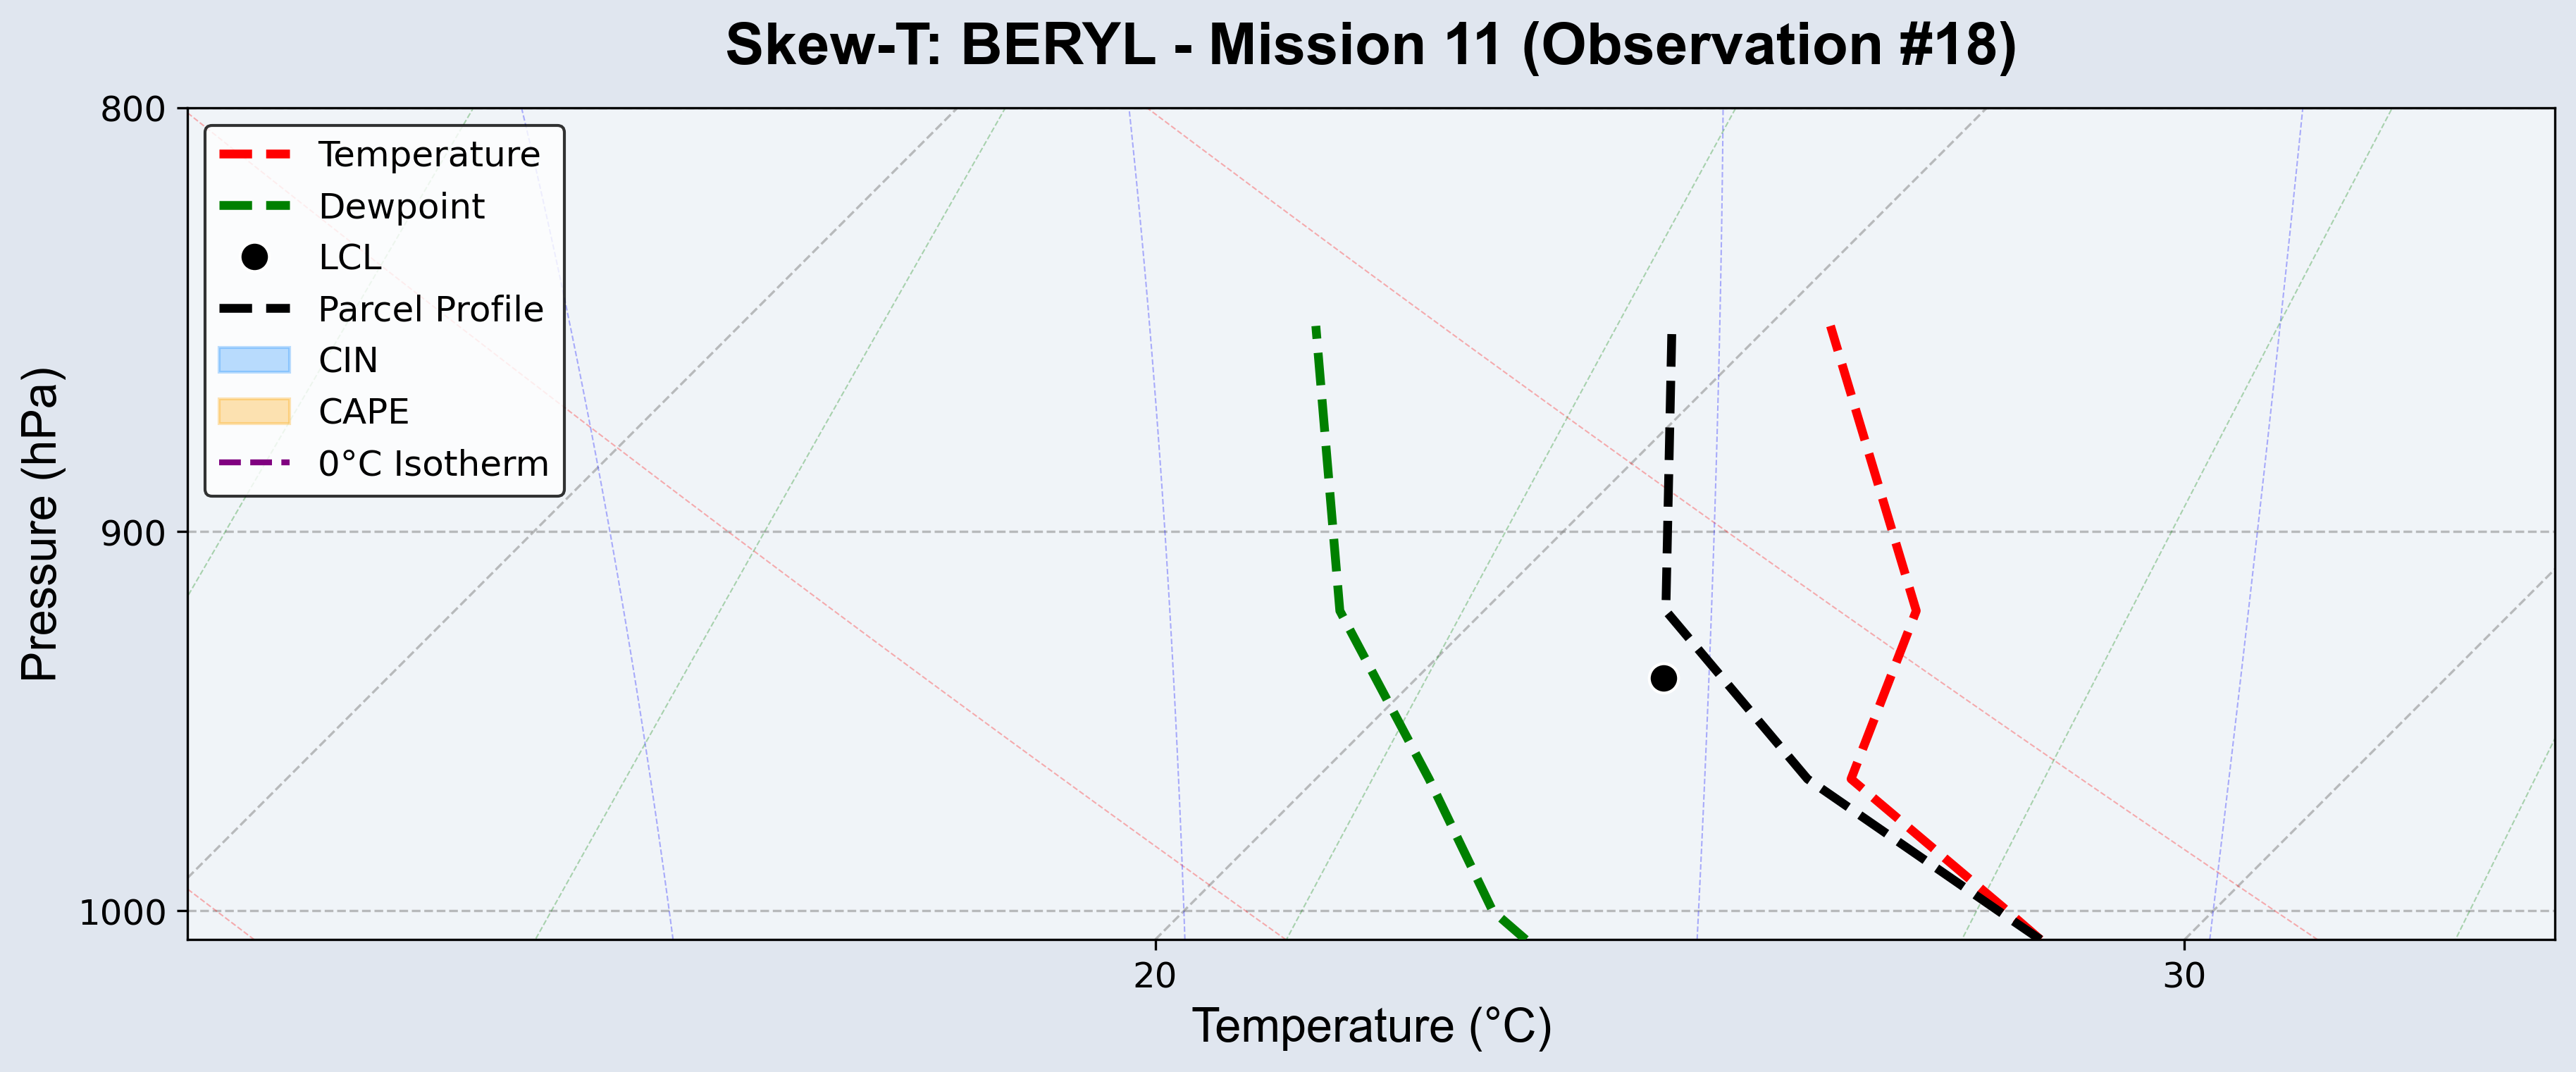 Skew-T: BERYL - Mission 11 (Observation #18)
800
900
1000
Pressure (hPa)
Temperature
Dewpoint
LCL
Parcel Profile
CIN
CAPE
0°C Isotherm
20
30
Temperature (°C)